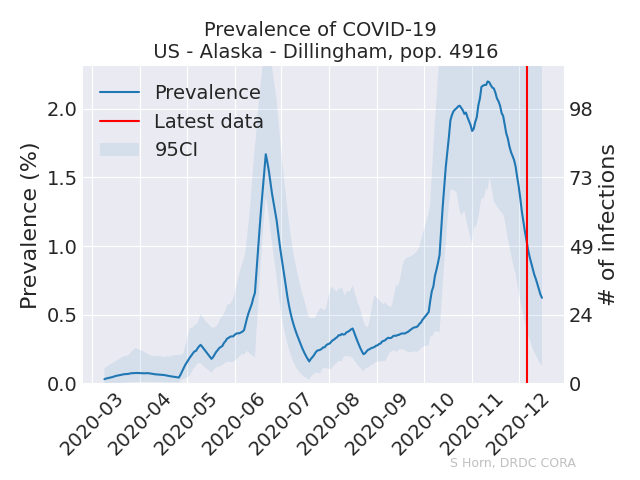 Prevalence of COVID-19
US - Alaska - Dillingham, pop. 4916
Prevalence
Latest data
95CI
Prevalence (%)
2.0
1.5
1.0
0.5
0.0
98
73
49
24
0
# of infections
2020-03
2020-04
2020-05
2020-06
2020-07
2020-08
2020-09
2020-10
2020-11
2020-12
S Horn, DRDC CORA